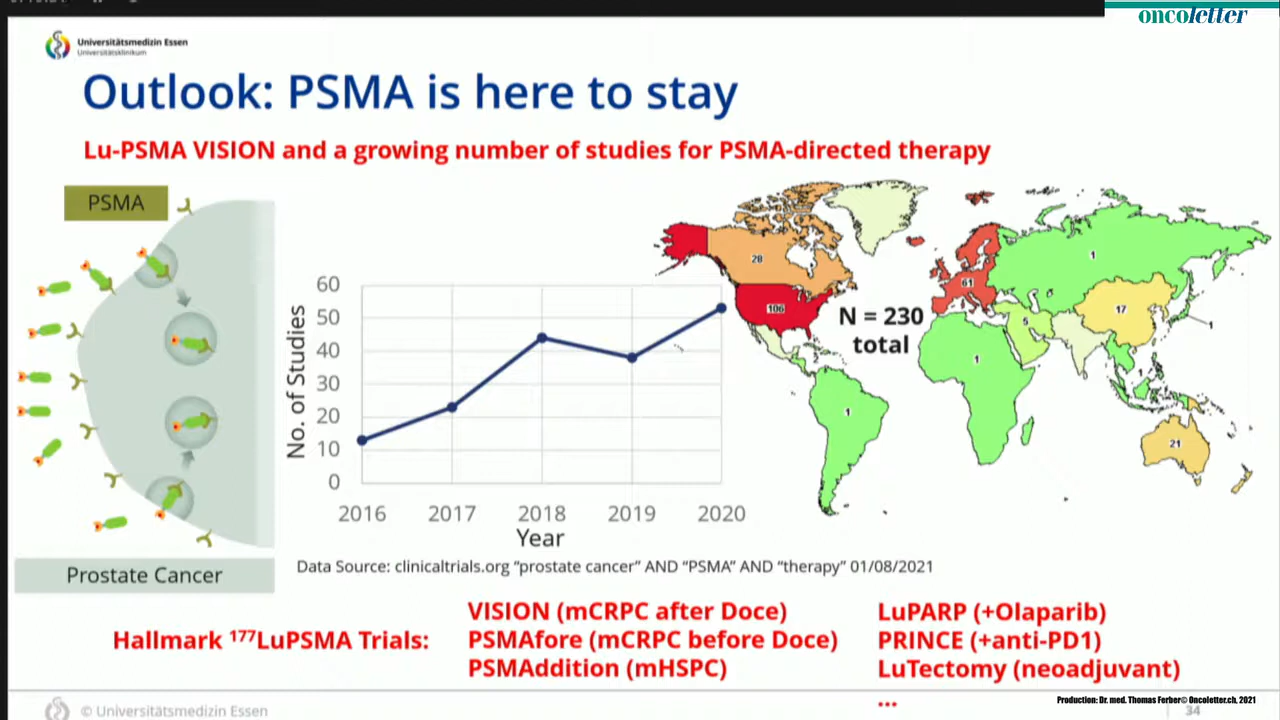 oncoletter
Universitätsmedizin Essen
Universitätsklinikum
Outlook: PSMA is here to stay
Lu-PSMA VISION and a growing number of studies for PSMA-directed therapy
PSMA
Prostate Cancer
No. of Studies
60
50
40
30
20
10
0
2016 2017 2018 2019 2020
Year
28
106
2
1
N = 230
total
61
1
5
17
1
1
1
21
Data Source: clinicaltrials.org “prostate cancer” AND “PSMA” AND “therapy” 01/08/2021
Hallmark ¹⁷⁷LuPSMA Trials:
VISION (mCRPC after Doce)
PSMAfore (mCRPC before Doce)
PSMAddition (mHSPC)
LuPARP (+Olaparib)
PRINCE (+anti-PD1)
LuTectomy (neoadjuvant)
...
Production: Dr. med. Thomas Ferber© Oncoletter.ch, 2021
© Universitätsmedizin Essen
34